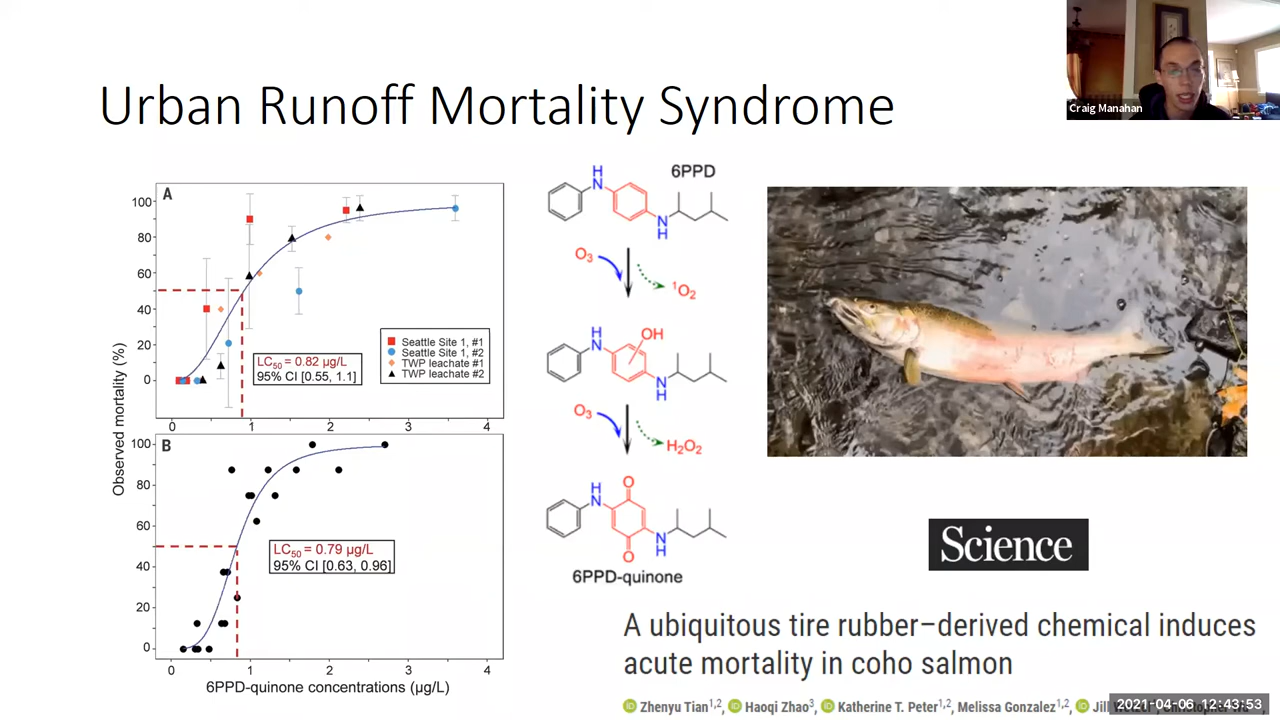 Craig Manahan
Urban Runoff Mortality Syndrome
Observed mortality (%)
A
100
80
60
40
20
0
LC50 = 0.82 µg/L
95% CI [0.55, 1.1]
Seattle Site 1, #1
Seattle Site 1, #2
TWP leachate #1
TWP leachate #2
0 1 2 3 4
B
100
80
60
40
20
0
LC50 = 0.79 µg/L
95% CI [0.63, 0.96]
0 1 2 3 4
6PPD-quinone concentrations (µg/L)
6PPD
H
N
N
H
O3
1O2
H
N
OH
N
H
O3
H2O2
H
N
O
O
N
H
6PPD-quinone
Science
A ubiquitous tire rubber–derived chemical induces
acute mortality in coho salmon
iD Zhenyu Tian1,2, iD Haoqi Zhao3, iD Katherine T. Peter1,2, Melissa Gonzalez1,2, iD Jill
2021-04-06 12:43:53